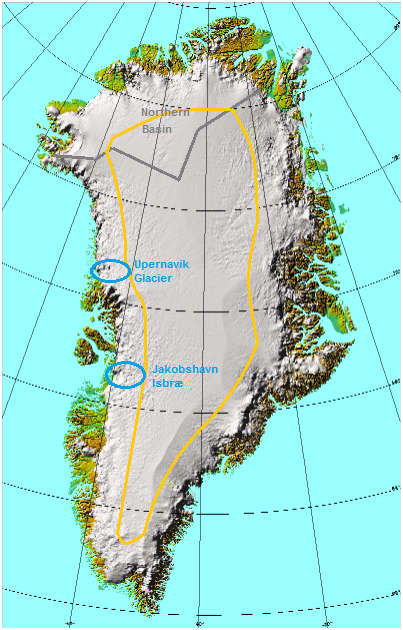 Northern
Basin
Upernavik
Glacier
Jakobshavn
Isbræ